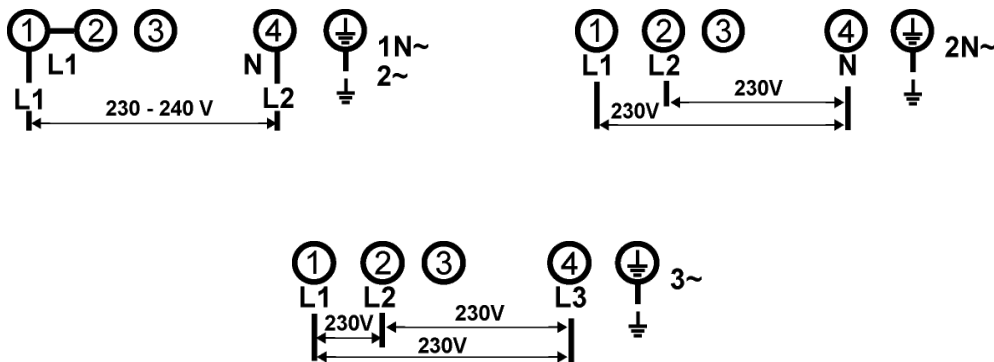 1 2 3 4 1N~
L1 N 2~
L1 L2
230 - 240 V
1 2 3 4 2N~
L1 L2 N
230V
230V
1 2 3 4 3~
L1 L2 L3
230V 230V
230V